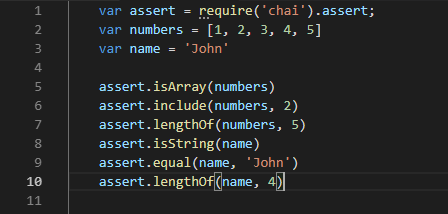 1 var assert = require('chai').assert;
2 var numbers = [1, 2, 3, 4, 5]
3 var name = 'John'
4
5 assert.isArray(numbers)
6 assert.include(numbers, 2)
7 assert.lengthOf(numbers, 5)
8 assert.isString(name)
9 assert.equal(name, 'John')
10 assert.lengthOf(name, 4)
11